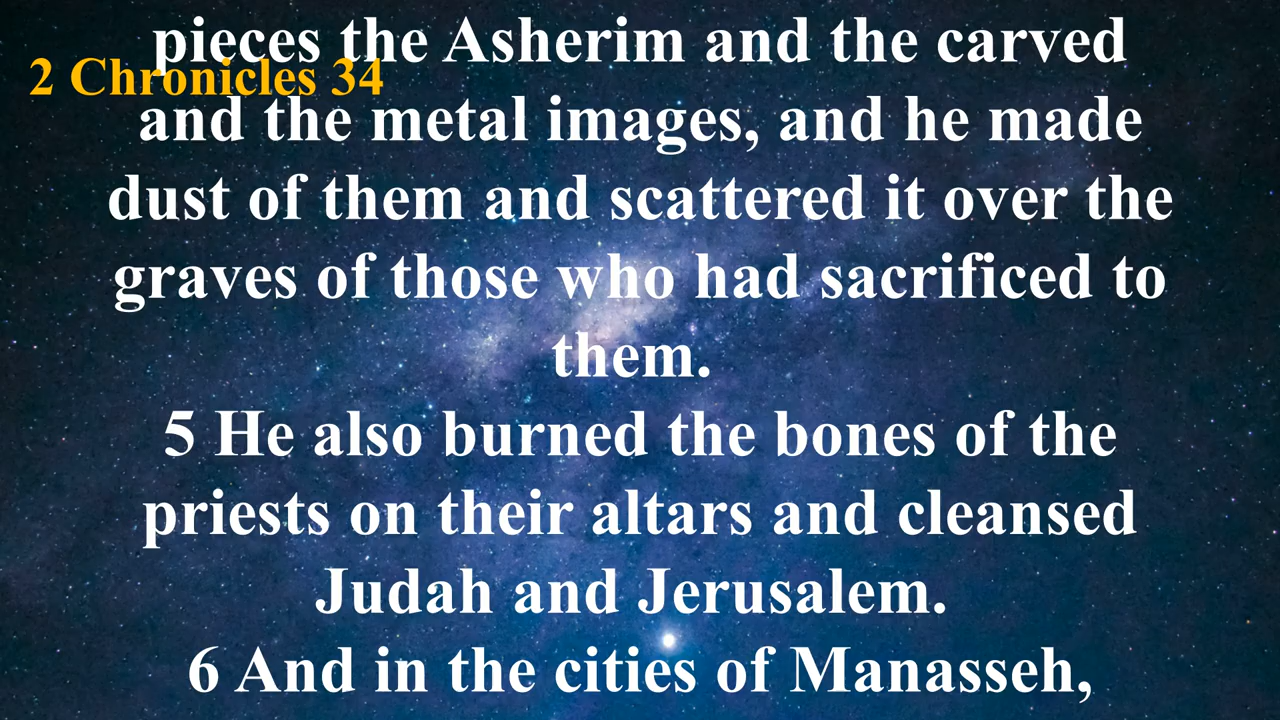 pieces the Asherim and the carved
2 Chronicles 34
and the metal images, and he made
dust of them and scattered it over the
graves of those who had sacrificed to
them.
5 He also burned the bones of the
priests on their altars and cleansed
Judah and Jerusalem.
6 And in the cities of Manasseh,